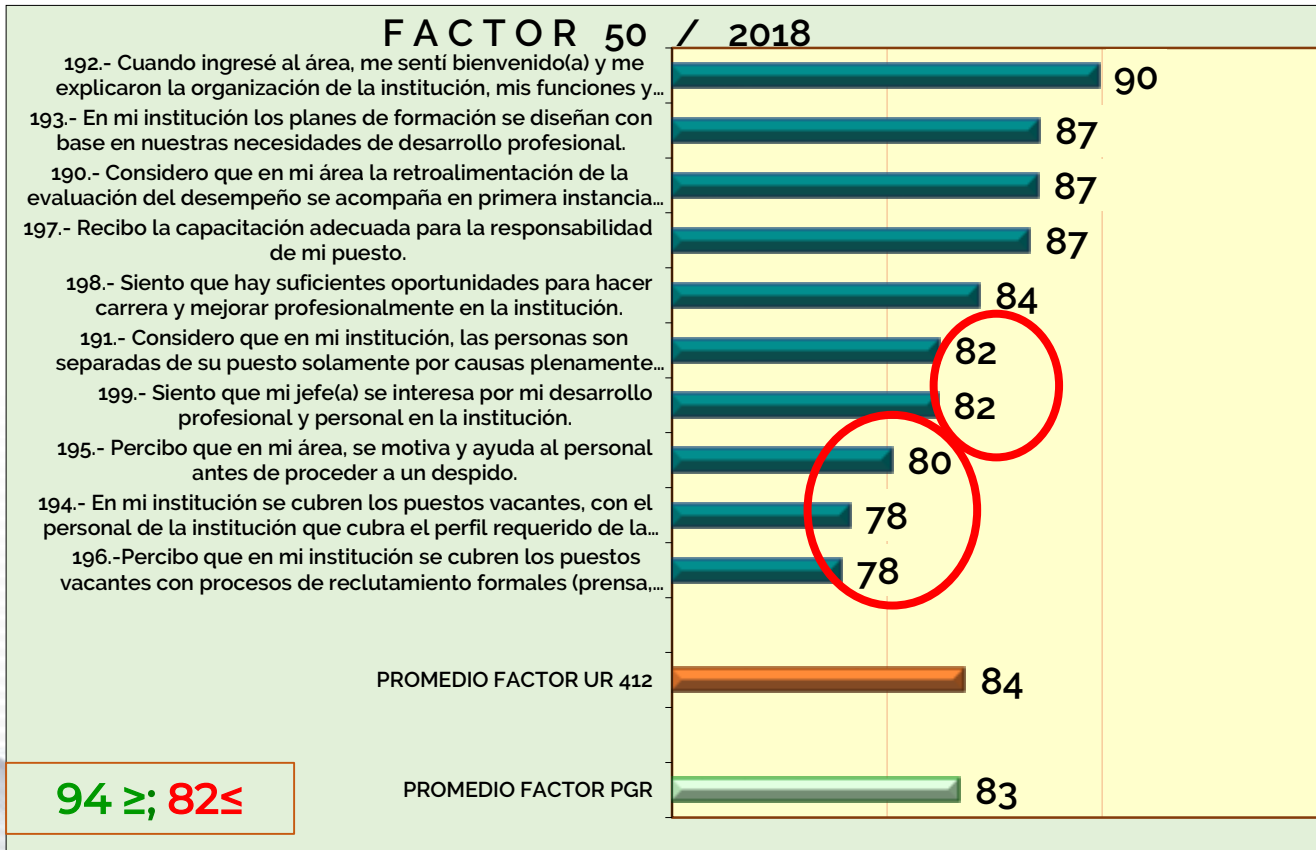 FACTOR 50 / 2018
192.- Cuando ingresé al área, me sentí bienvenido(a) y me
explicaron la organización de la institución, mis funciones y...
90
193.- En mi institución los planes de formación se diseñan con
base en nuestras necesidades de desarrollo profesional.
87
190.- Considero que en mi área la retroalimentación de la
evaluación del desempeño se acompaña en primera instancia...
87
197.- Recibo la capacitación adecuada para la responsabilidad
de mi puesto.
87
198.- Siento que hay suficientes oportunidades para hacer
carrera y mejorar profesionalmente en la institución.
84
191.- Considero que en mi institución, las personas son
separadas de su puesto solamente por causas plenamente...
82
199.- Siento que mi jefe(a) se interesa por mi desarrollo
profesional y personal en la institución.
82
195.- Percibo que en mi área, se motiva y ayuda al personal
antes de proceder a un despido.
80
194.- En mi institución se cubren los puestos vacantes, con el
personal de la institución que cubra el perfil requerido de la...
78
196.-Percibo que en mi institución se cubren los puestos
vacantes con procesos de reclutamiento formales (prensa,...
78
PROMEDIO FACTOR UR 412
84
PROMEDIO FACTOR PGR
83
94 ≥; 82≤